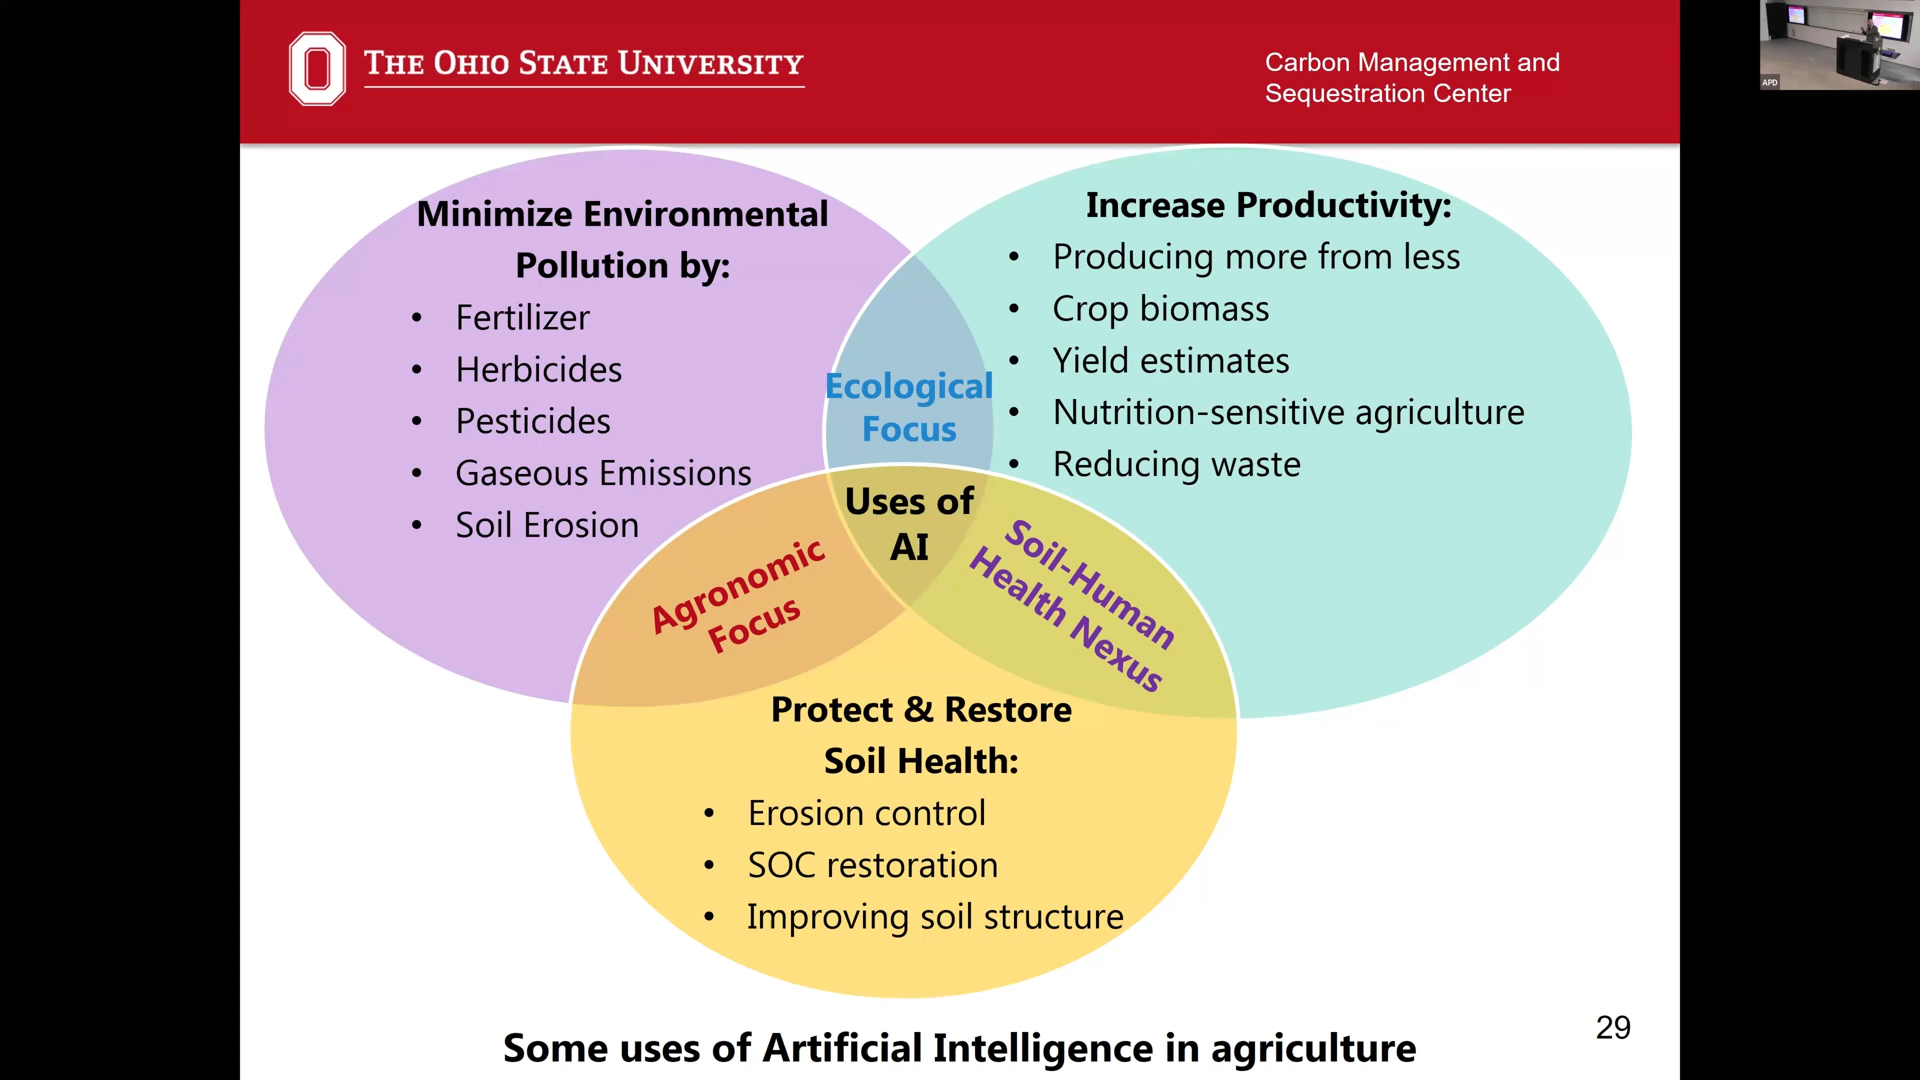 THE OHIO STATE UNIVERSITY
Carbon Management and
Sequestration Center
APD
Minimize Environmental
Pollution by:
• Fertilizer
• Herbicides
• Pesticides
• Gaseous Emissions
• Soil Erosion
Increase Productivity:
• Producing more from less
• Crop biomass
• Yield estimates
• Nutrition-sensitive agriculture
• Reducing waste
Ecological
Focus
Uses of
AI
Agronomic
Focus
Soil-Human
Health Nexus
Protect & Restore
Soil Health:
• Erosion control
• SOC restoration
• Improving soil structure
29
Some uses of Artificial Intelligence in agriculture